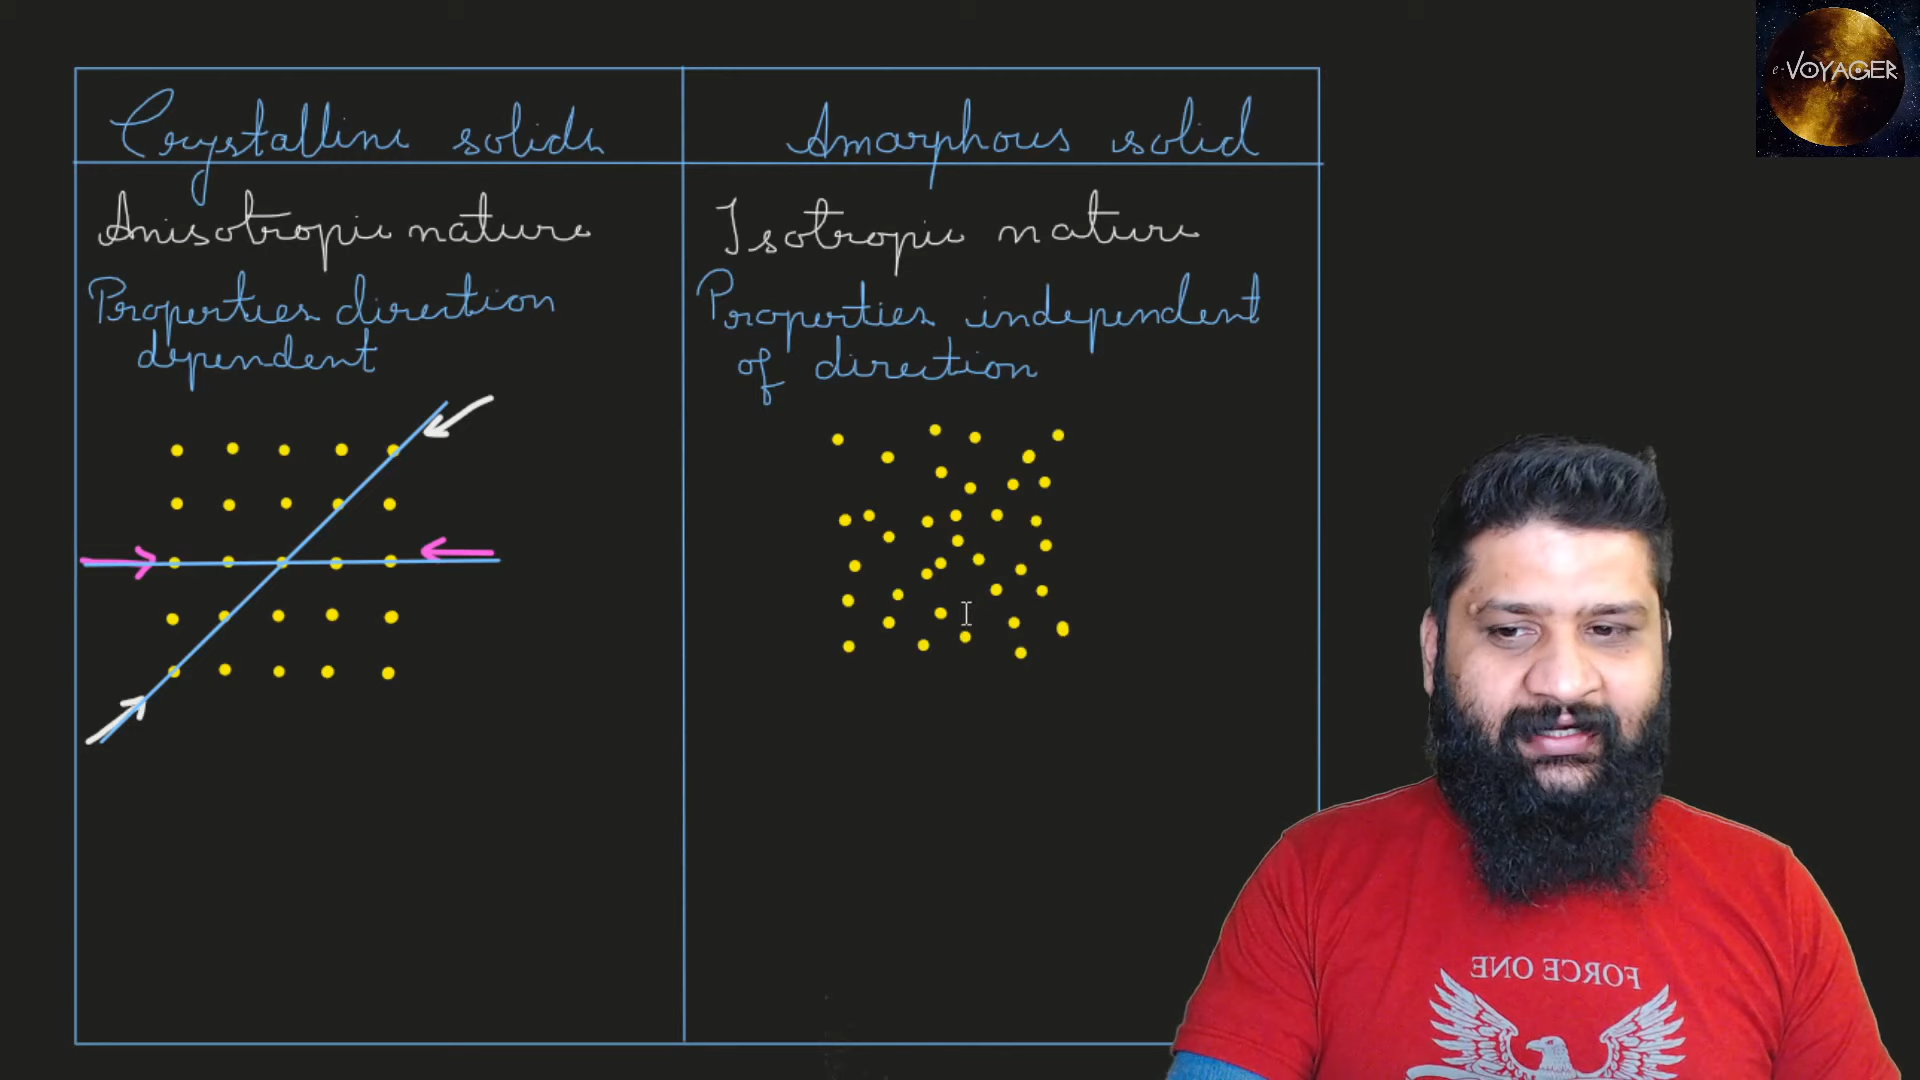 e-VOYAGER
Crystalline solids
Amorphous solid
Anisotropic nature
Isotropic nature
Properties direction
dependent
Properties independent
of direction
FORCE ONE